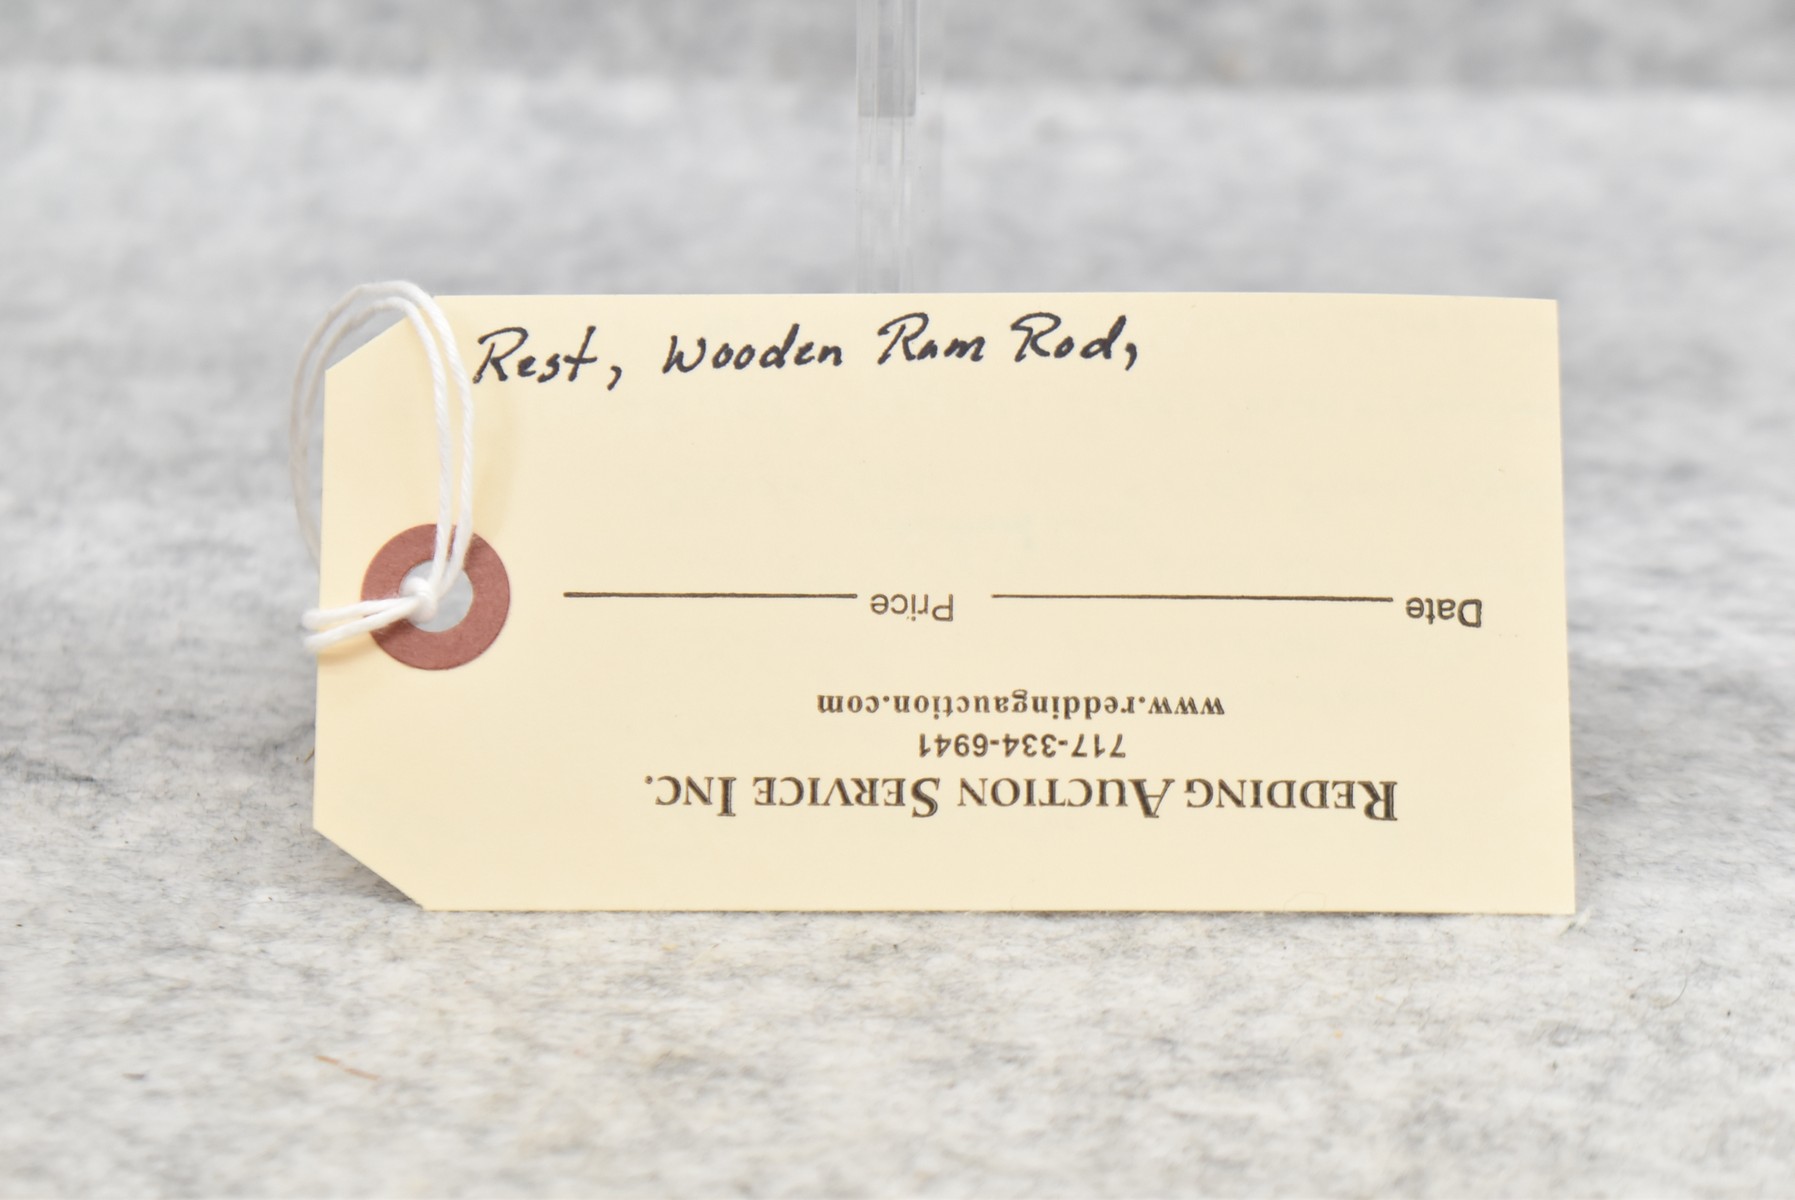 Rest, Wooden Ram Rod,
REDDING AUCTION SERVICE INC.
717-334-6941
www.reddingauction.com
Date Price